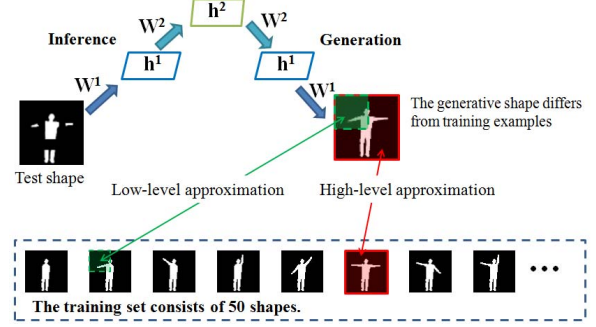 h²
W² W²
Inference Generation
h¹ h¹
W¹ W¹
The generative shape differs
from training examples
Test shape
Low-level approximation High-level approximation
The training set consists of 50 shapes.